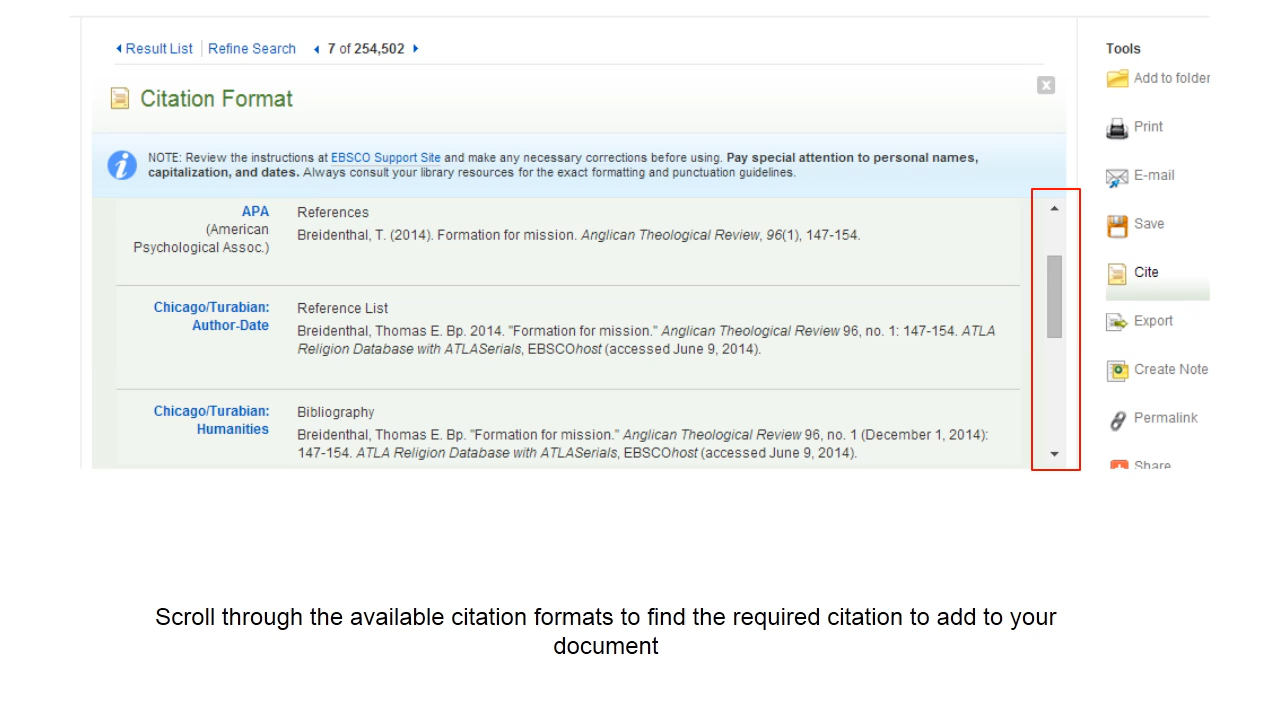 Result List Refine Search 7 of 254,502
Citation Format
NOTE: Review the instructions at EBSCO Support Site and make any necessary corrections before using. Pay special attention to personal names,
capitalization, and dates. Always consult your library resources for the exact formatting and punctuation guidelines.
APA
(American
Psychological Assoc.)
References
Breidenthal, T. (2014). Formation for mission. Anglican Theological Review, 96(1), 147-154.
Chicago/Turabian:
Author-Date
Reference List
Breidenthal, Thomas E. Bp. 2014. "Formation for mission." Anglican Theological Review 96, no. 1: 147-154. ATLA
Religion Database with ATLASerials, EBSCOhost (accessed June 9, 2014).
Chicago/Turabian:
Humanities
Bibliography
Breidenthal, Thomas E. Bp. "Formation for mission." Anglican Theological Review 96, no. 1 (December 1, 2014):
147-154. ATLA Religion Database with ATLASerials, EBSCOhost (accessed June 9, 2014).
Tools
Add to folder
Print
E-mail
Save
Cite
Export
Create Note
Permalink
Share
Scroll through the available citation formats to find the required citation to add to your
document